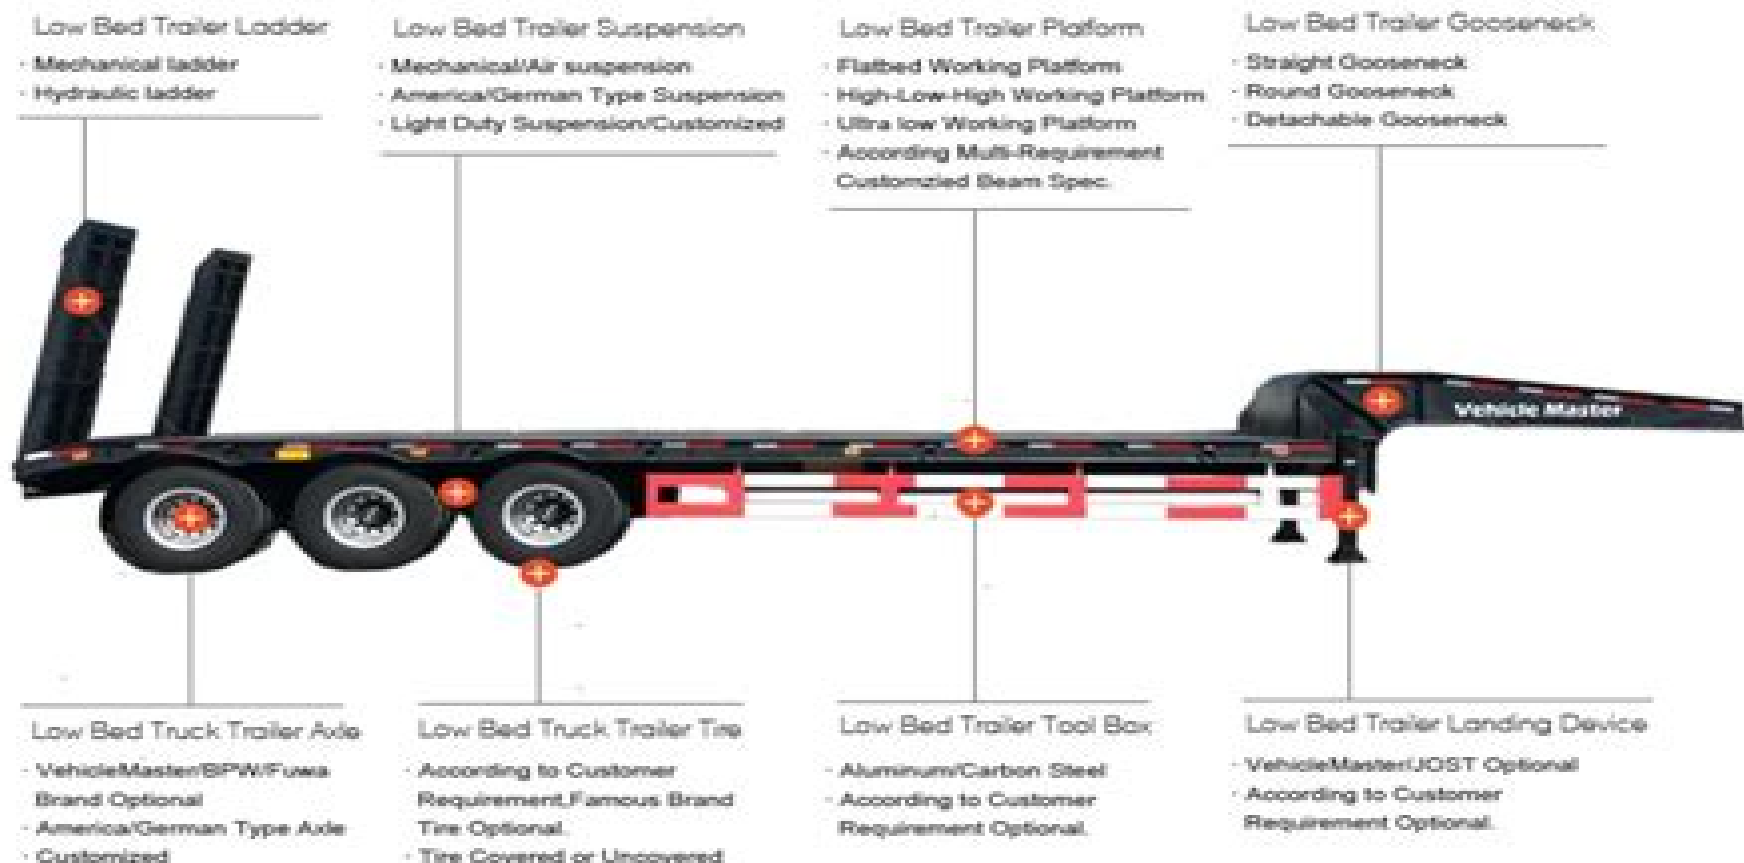 Low Bed Trailer Ladder
· Mechanical ladder
· Hydraulic ladder
Low Bed Trailer Suspension
· Mechanical/Air suspension
· America/German Type Suspension
· Light Duty Suspension/Customized
Low Bed Trailer Platform
· Flatbed Working Platform
· High-Low-High Working Platform
· Ultra low Working Platform
· According Multi-Requirement
Customzied Beam Spec.
Low Bed Trailer Gooseneck
· Straight Gooseneck
· Round Gooseneck
· Detachable Gooseneck
Vehicle Master
Low Bed Truck Trailer Axle
· VehicleMaster/BPW/Fuwa
Brand Optional
· America/German Type Axle
· Customized
Low Bed Truck Trailer Tire
· According to Customer
Requirement,Famous Brand
Tire Optional.
· Tire Covered or Uncovered
Low Bed Trailer Tool Box
· Aluminum/Carbon Steel
· According to Customer
Requirement Optional.
Low Bed Trailer Landing Device
· VehicleMaster/JOST Optional
· According to Customer
Requirement Optional.